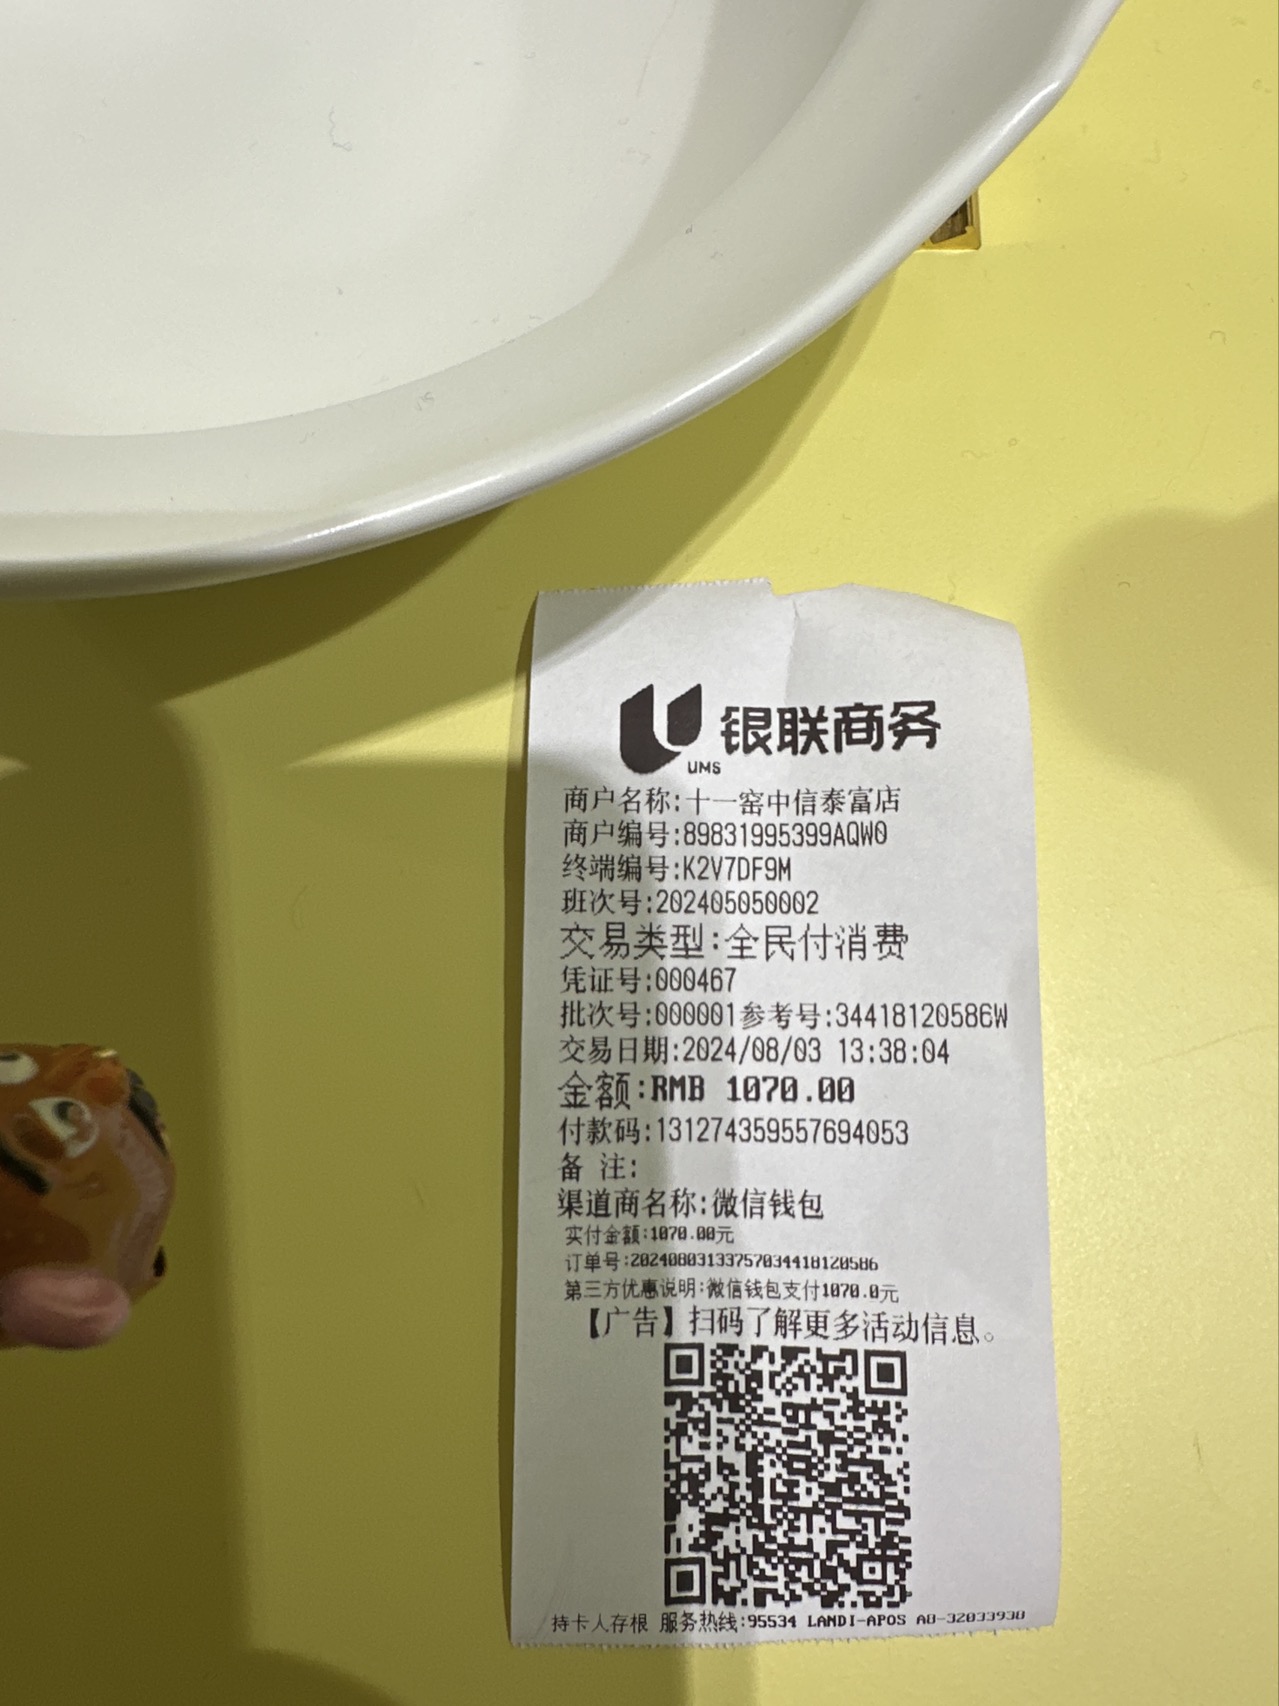 银联商务
UMS
商户名称:十一窑中信泰富店
商户编号:89831995399AQW0
终端编号:K2V7DF9M
班次号:202405050002
交易类型:全民付消费
凭证号:000467
批次号:000001参考号:34418120586W
交易日期:2024/08/03 13:38:04
金额:RMB 1070.00
付款码:131274359557694053
备 注:
渠道商名称:微信钱包
实付金额:1070.00元
订单号:20240803133757034418120586
第三方优惠说明:微信钱包支付1070.0元
【广告】扫码了解更多活动信息。
持卡人存根 服务热线:95534 LANDI-APOS A8-32033938